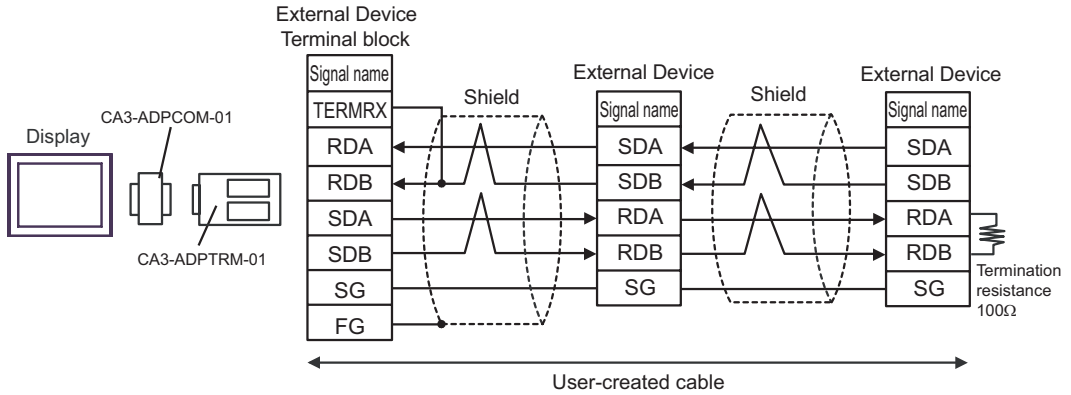 External Device
Terminal block
Signal name
TERMRX
RDA
RDB
SDA
SDB
SG
FG
Display
CA3-ADPCOM-01
CA3-ADPTRM-01
Shield
External Device
Signal name
SDA
SDB
RDA
RDB
SG
Shield
External Device
Signal name
SDA
SDB
RDA
RDB
SG
Termination
resistance
100Ω
User-created cable